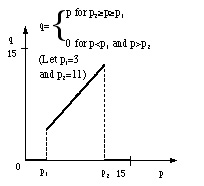 q= { p for p₂≥p≥p₁
0 for p<p₁ and p>p₂
(Let p₁=3
and p₂=11)
q
15
0
p₁
p₂
15
p